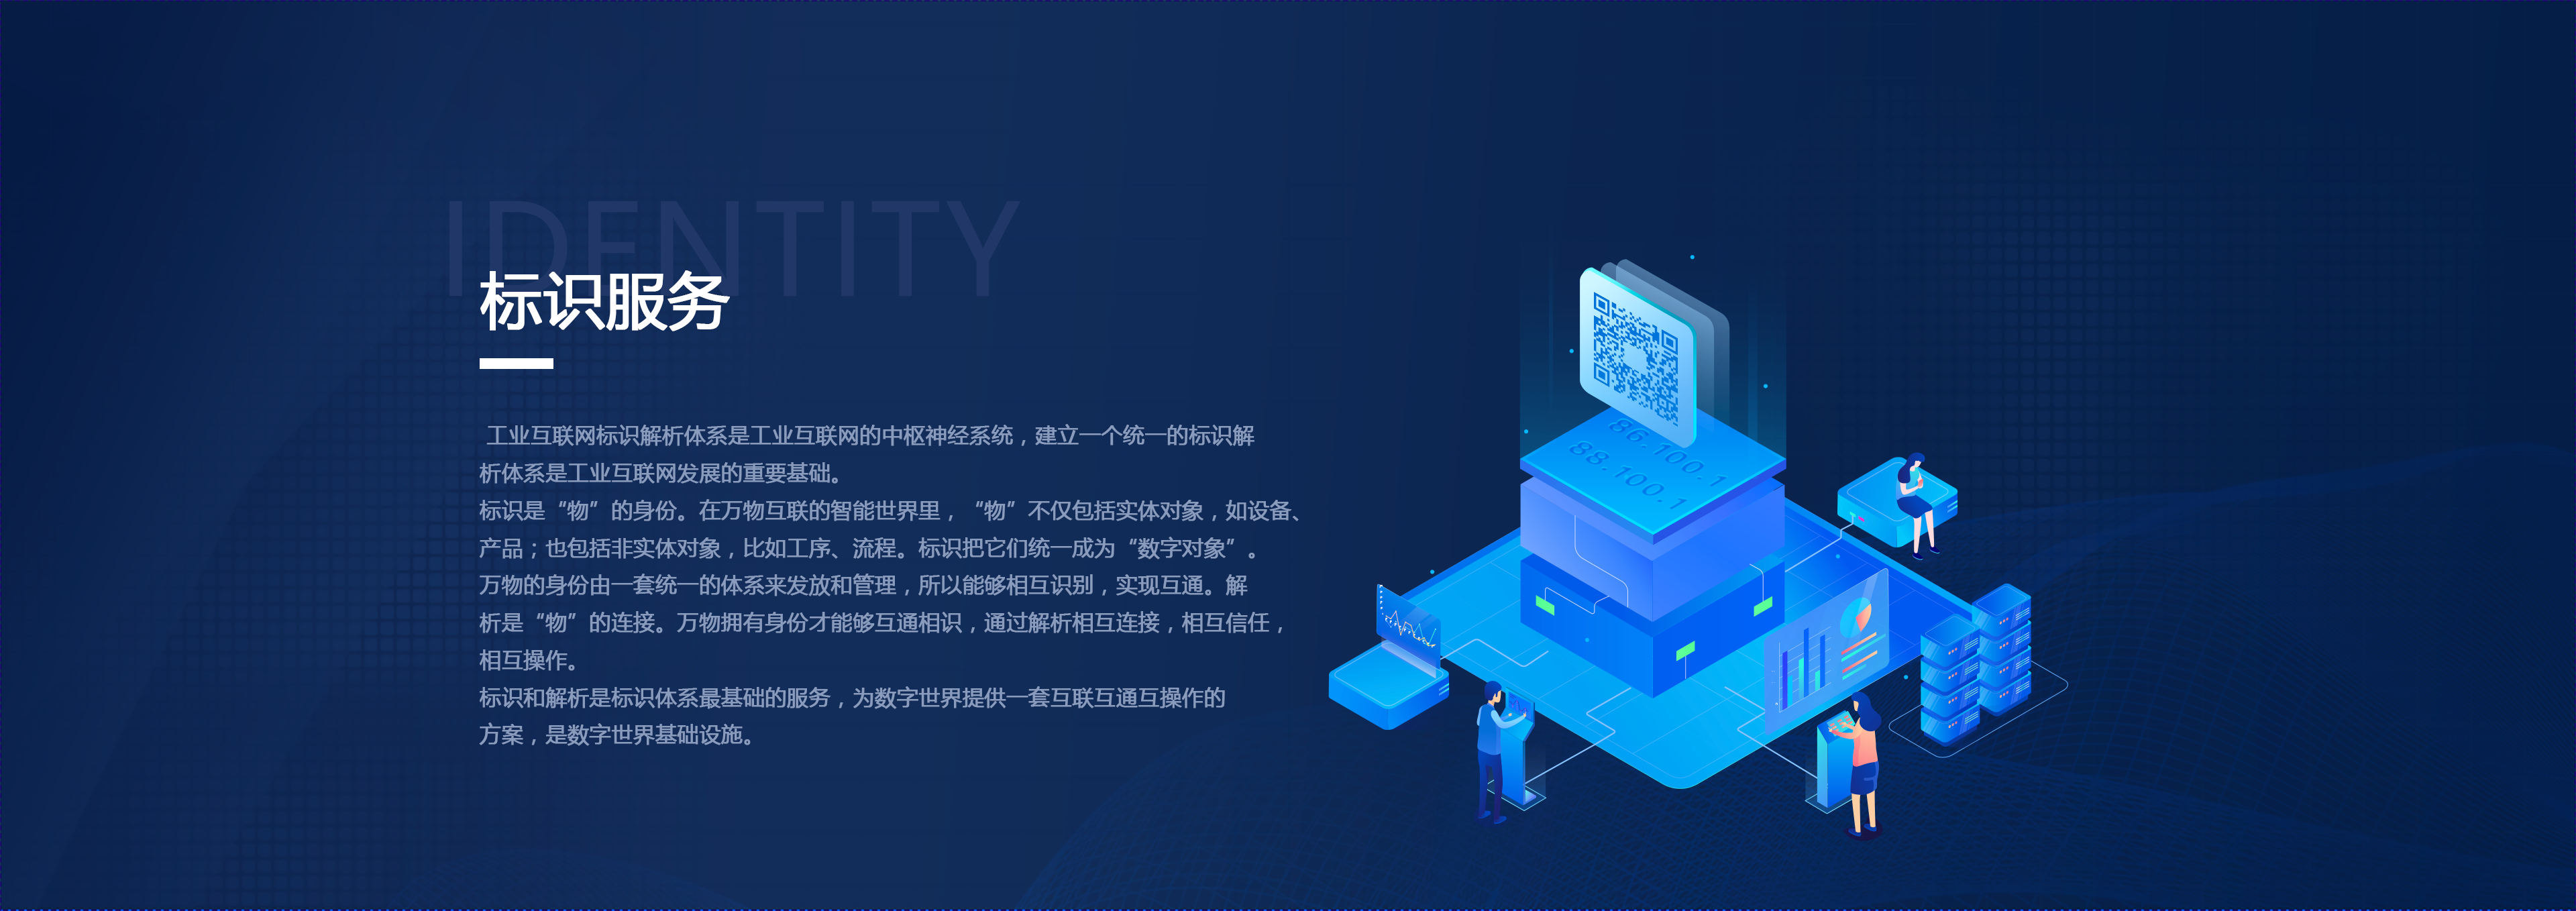 IDENTITY
标识服务
工业互联网标识解析体系是工业互联网的中枢神经系统，建立一个统一的标识解
析体系是工业互联网发展的重要基础。
标识是“物”的身份。在万物互联的智能世界里，“物”不仅包括实体对象，如设备、
产品；也包括非实体对象，比如工序、流程。标识把它们统一成为“数字对象”。
万物的身份由一套统一的体系来发放和管理，所以能够相互识别，实现互通。解
析是“物”的连接。万物拥有身份才能够互通相识，通过解析相互连接，相互信任，
相互操作。
标识和解析是标识体系最基础的服务，为数字世界提供一套互联互通互操作的
方案，是数字世界基础设施。
86.100.1
88.100.1